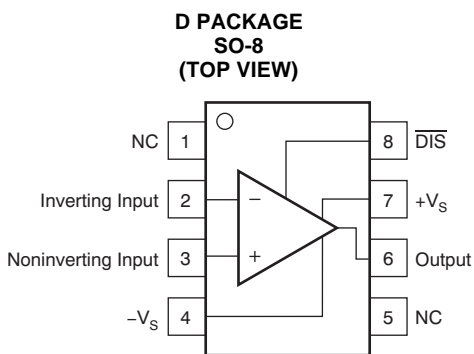 D PACKAGE
SO-8
(TOP VIEW)
NC 1 8 D̅I̅S̅
Inverting Input 2 − 7 +VS
Noninverting Input 3 + 6 Output
−VS 4 5 NC